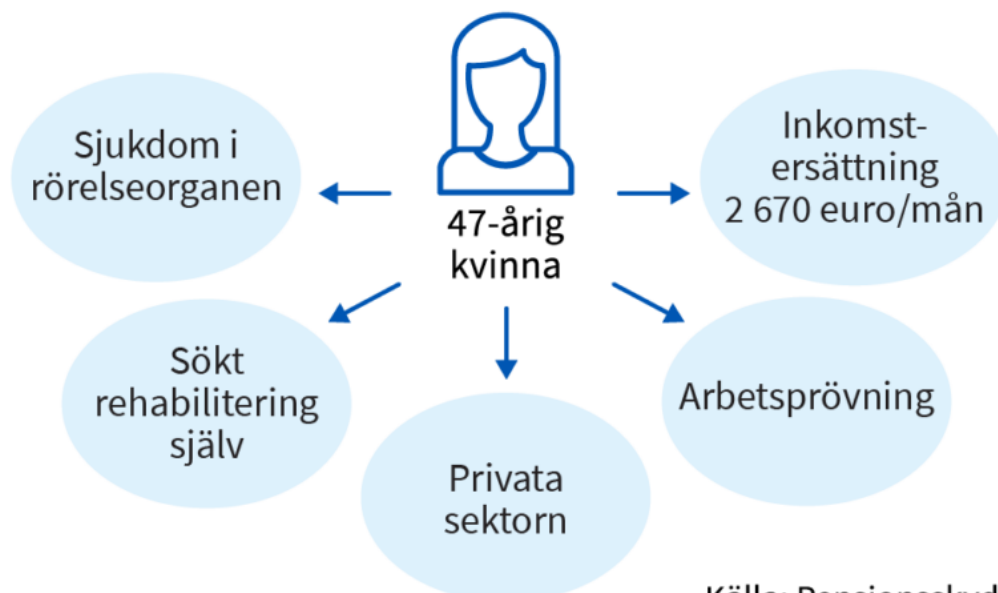 Sjukdom i
rörelseorganen
Inkomst-
ersättning
2 670 euro/mån
47-årig
kvinna
Sökt
rehabilitering
själv
Arbetsprövning
Privata
sektorn